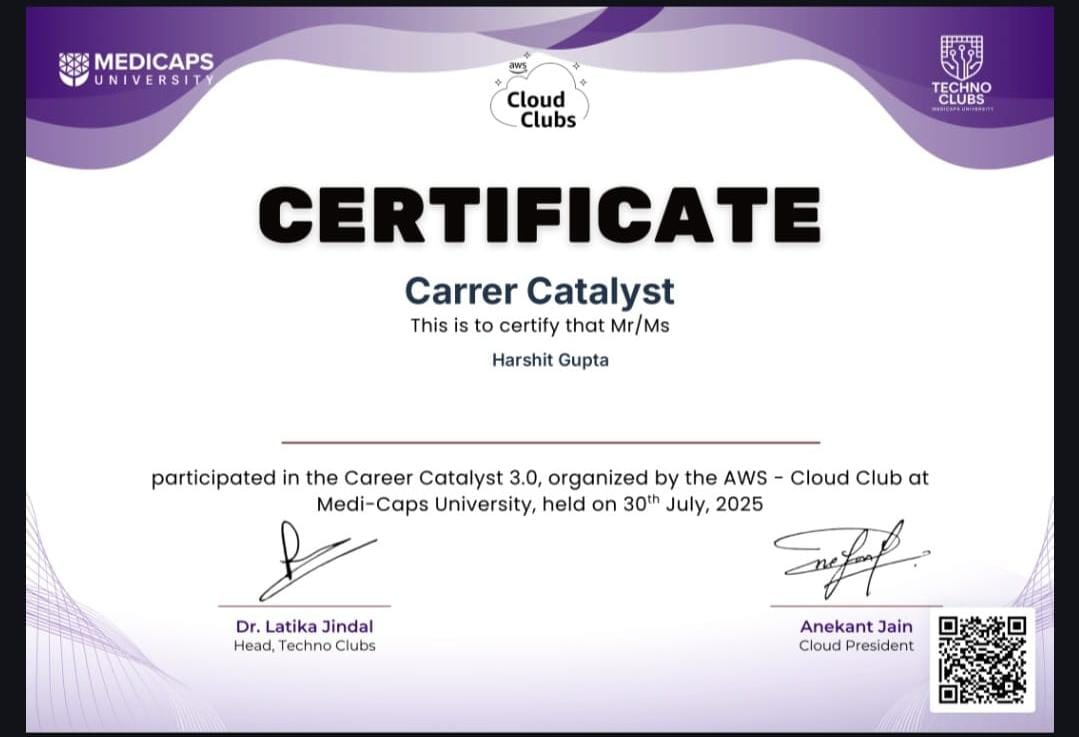 MEDICAPS
UNIVERSITY
aws
Cloud
Clubs
TECHNO
CLUBS
MEDICAPS UNIVERSITY
CERTIFICATE
Carrer Catalyst
This is to certify that Mr/Ms
Harshit Gupta
participated in the Career Catalyst 3.0, organized by the AWS - Cloud Club at
Medi-Caps University, held on 30th July, 2025
Dr. Latika Jindal
Head, Techno Clubs
Anekant Jain
Cloud President